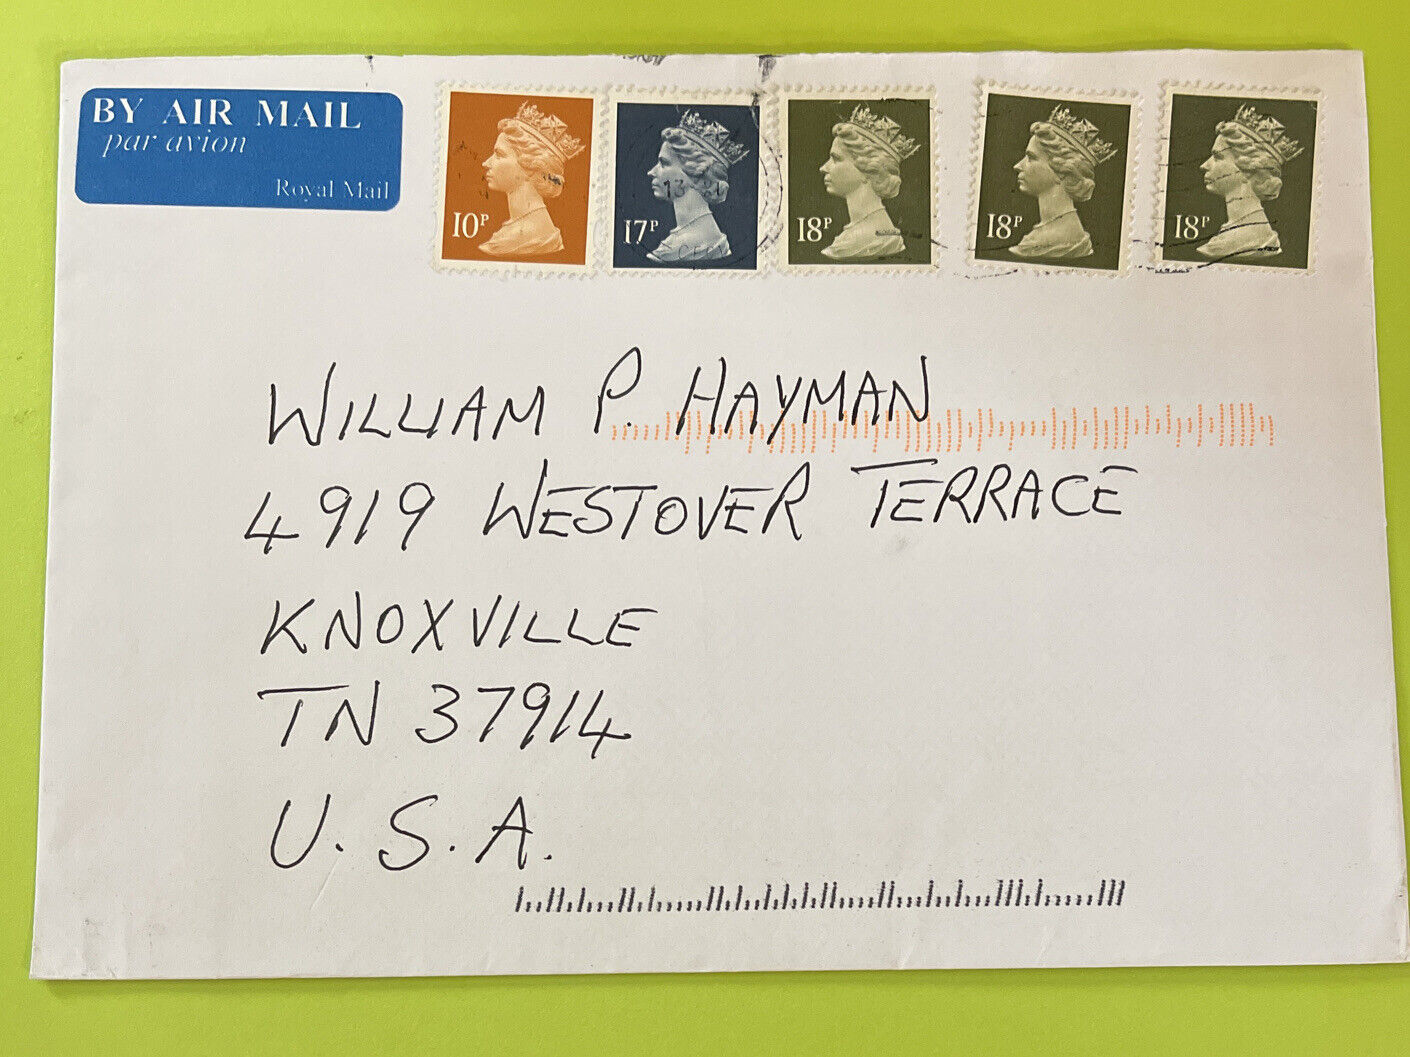 BY AIR MAIL
par avion
Royal Mail
10P
17P
18P
18P
18P
WILLIAM P. HAYMAN
4919 WESTOVER TERRACE
KNOXVILLE
TN 37914
U.S.A.